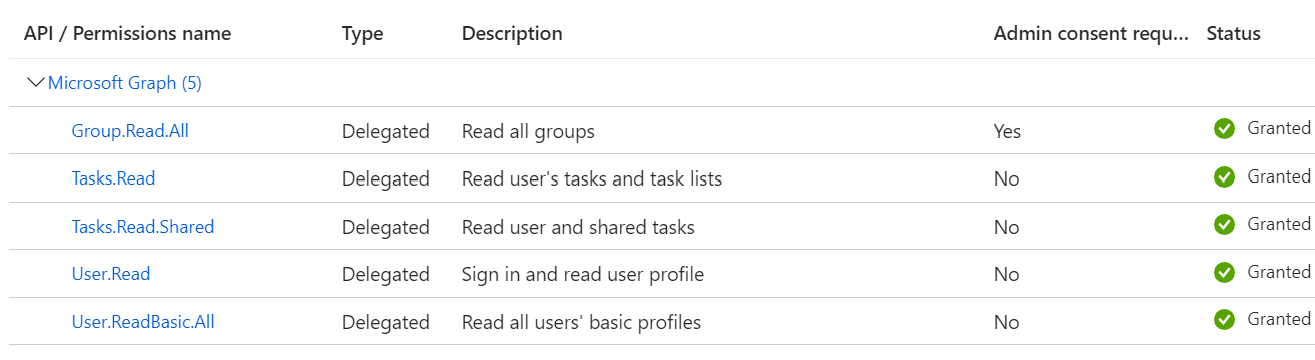 API / Permissions name Type Description Admin consent requ... Status
Microsoft Graph (5)
Group.Read.All Delegated Read all groups Yes Granted
Tasks.Read Delegated Read user's tasks and task lists No Granted
Tasks.Read.Shared Delegated Read user and shared tasks No Granted
User.Read Delegated Sign in and read user profile No Granted
User.ReadBasic.All Delegated Read all users' basic profiles No Granted